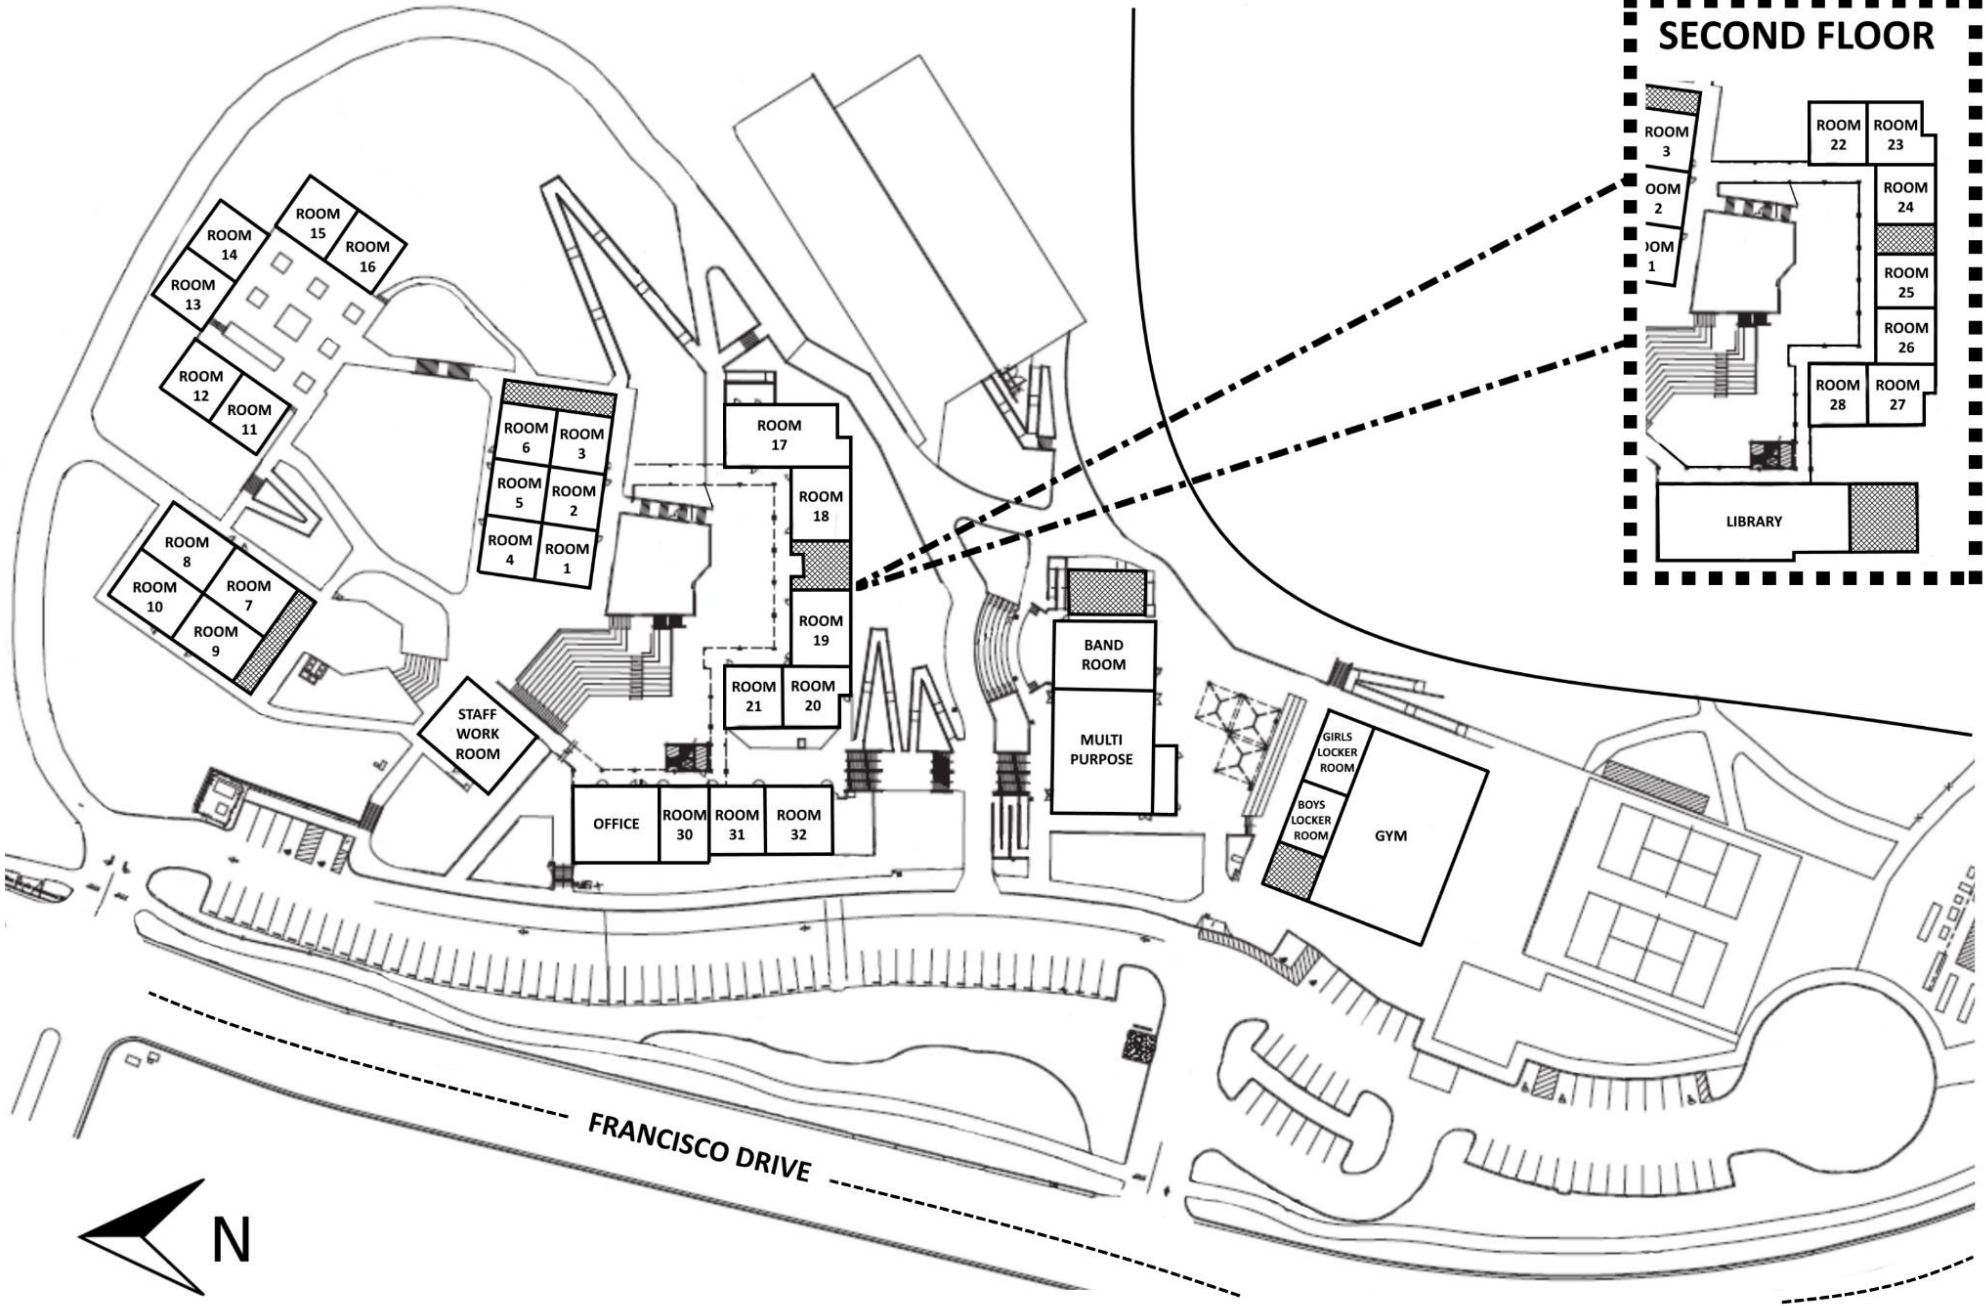 SECOND FLOOR
ROOM
22
ROOM
23
ROOM
3
ROOM
24
OOM
2
OOM
1
ROOM
25
ROOM
26
ROOM
28
ROOM
27
LIBRARY
ROOM
15
ROOM
16
ROOM
14
ROOM
13
ROOM
12
ROOM
11
ROOM
6
ROOM
3
ROOM
5
ROOM
2
ROOM
4
ROOM
1
ROOM
17
ROOM
18
ROOM
19
ROOM
21
ROOM
20
ROOM
8
ROOM
7
ROOM
10
ROOM
9
STAFF
WORK
ROOM
OFFICE
ROOM
30
ROOM
31
ROOM
32
BAND
ROOM
MULTI
PURPOSE
GIRLS
LOCKER
ROOM
BOYS
LOCKER
ROOM
GYM
FRANCISCO DRIVE
N